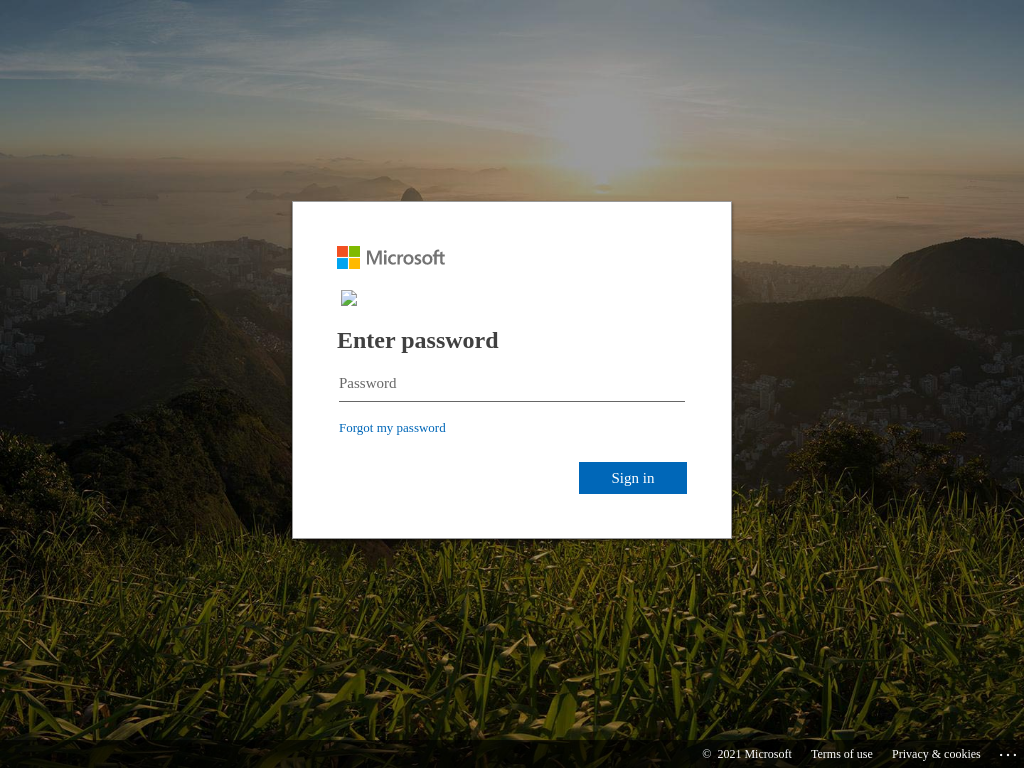 Microsoft
Enter password
Password
Forgot my password
Sign in
© 2021 Microsoft Terms of use Privacy & cookies ...